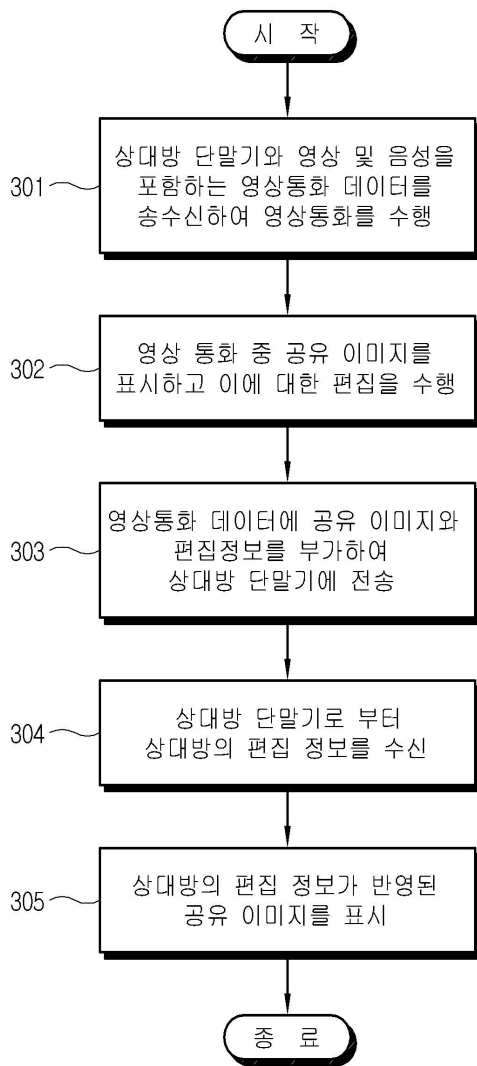 시 작
301
상대방 단말기와 영상 및 음성을
포함하는 영상통화 데이터를
송수신하여 영상통화를 수행
302
영상 통화 중 공유 이미지를
표시하고 이에 대한 편집을 수행
303
영상통화 데이터에 공유 이미지와
편집정보를 부가하여
상대방 단말기에 전송
304
상대방 단말기로 부터
상대방의 편집 정보를 수신
305
상대방의 편집 정보가 반영된
공유 이미지를 표시
종 료